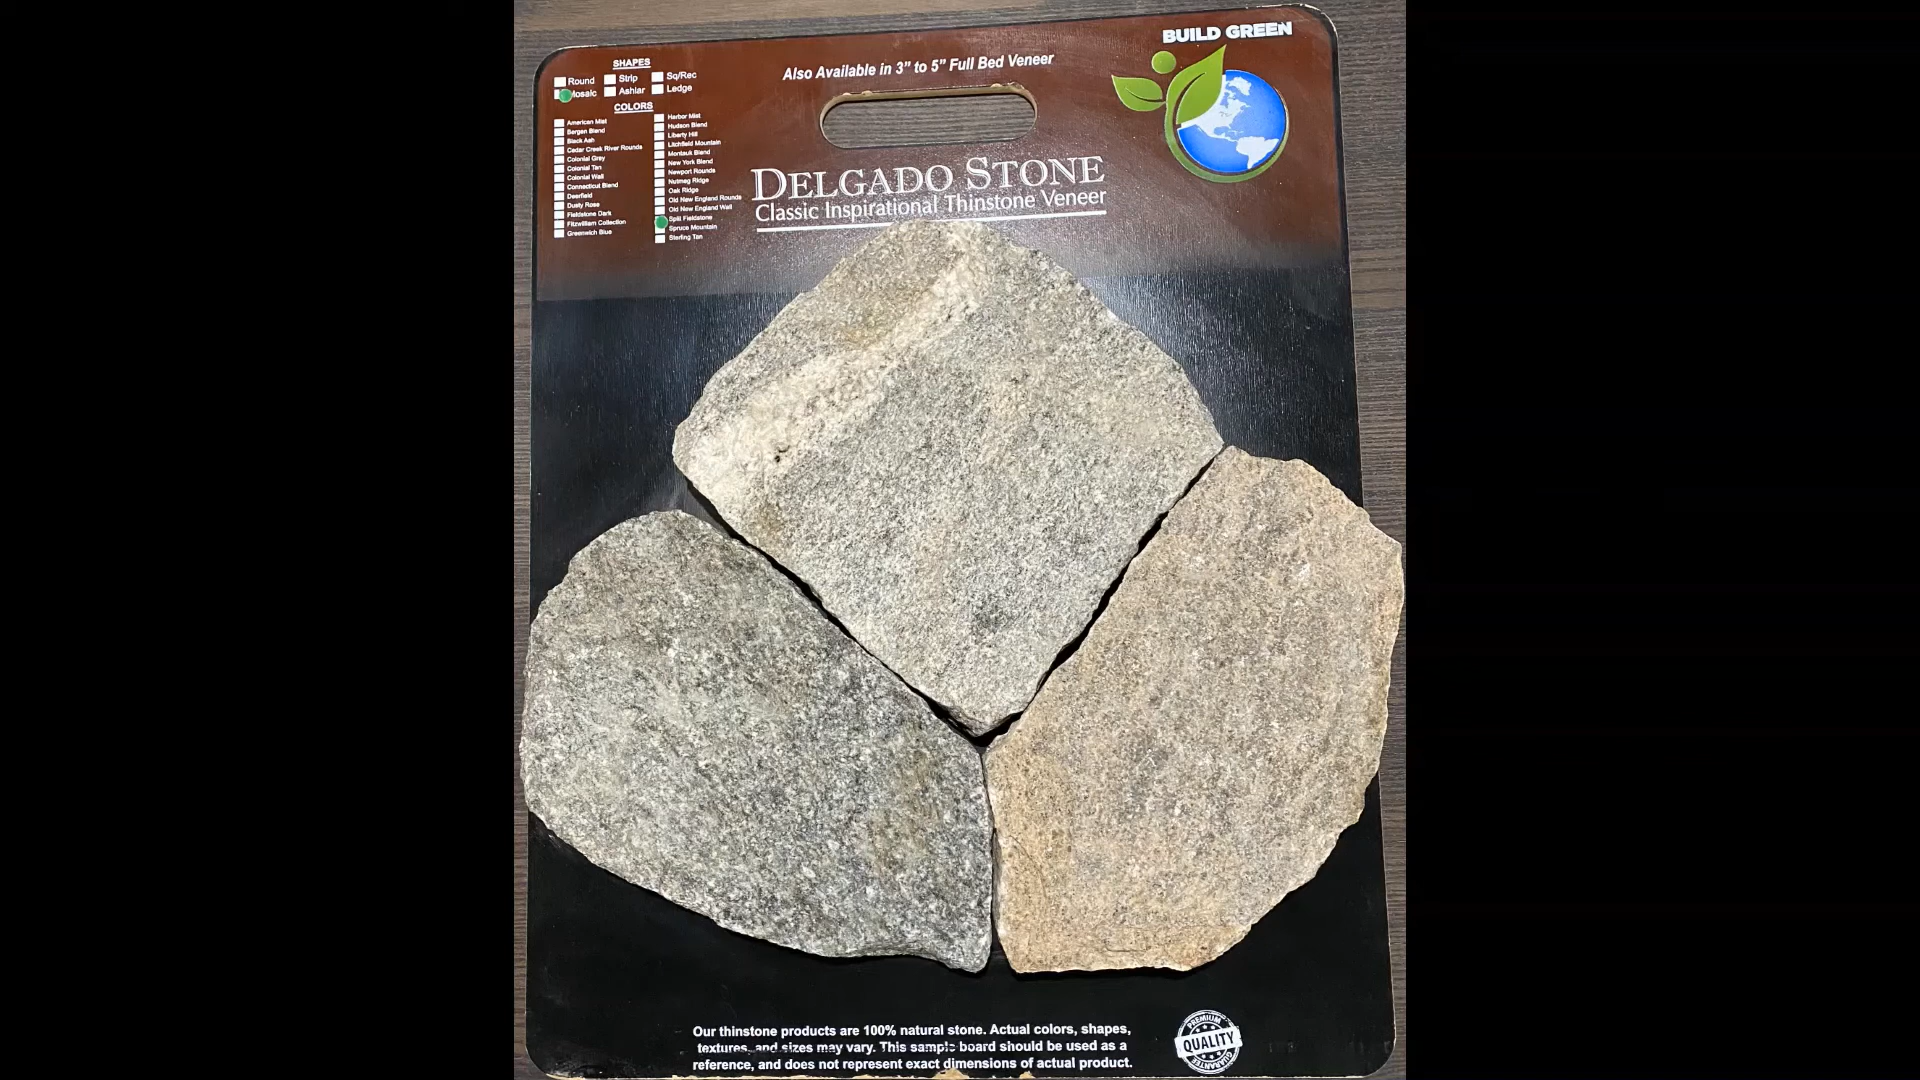 BUILD GREEN
Also Available in 3” to 5” Full Bed Veneer
SHAPES
Round Strip Sq/Rec
Mosaic Ashlar Ledge
COLORS
American Mist
Bergen Blend
Black Ash
Cedar Creek River Rounds
Colonial Grey
Colonial Tan
Colonial Wall
Connecticut Blend
Deerfield
Dusty Rose
Fieldstone Dark
Fitzwilliam Collection
Greenwich Blue
Harbor Mist
Hudson Blend
Liberty Hill
Litchfield Mountain
Montauk Blend
New York Blend
Newport Rounds
Nutmeg Ridge
Oak Ridge
Old New England Rounds
Old New England Wall
Split Fieldstone
Spruce Mountain
Sterling Tan
DELGADO STONE
Classic Inspirational Thinstone Veneer
Our thinstone products are 100% natural stone. Actual colors, shapes,
textures, and sizes may vary. This sample board should be used as a
reference, and does not represent exact dimensions of actual product.
PREMIUM
QUALITY
GUARANTEE